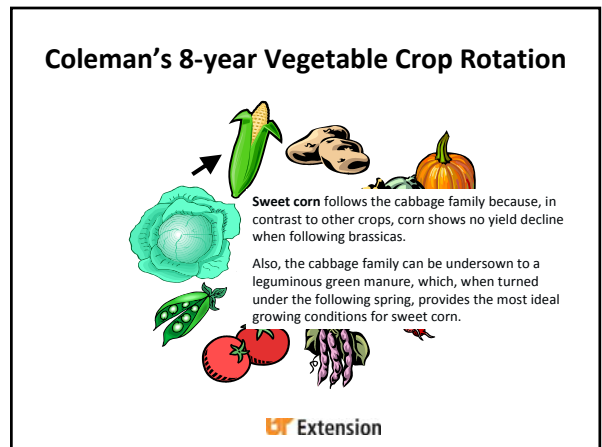 Coleman's 8-year Vegetable Crop Rotation
Sweet corn follows the cabbage family because, in
contrast to other crops, corn shows no yield decline
when following brassicas.
Also, the cabbage family can be undersown to a
leguminous green manure, which, when turned
under the following spring, provides the most ideal
growing conditions for sweet corn.
UT Extension